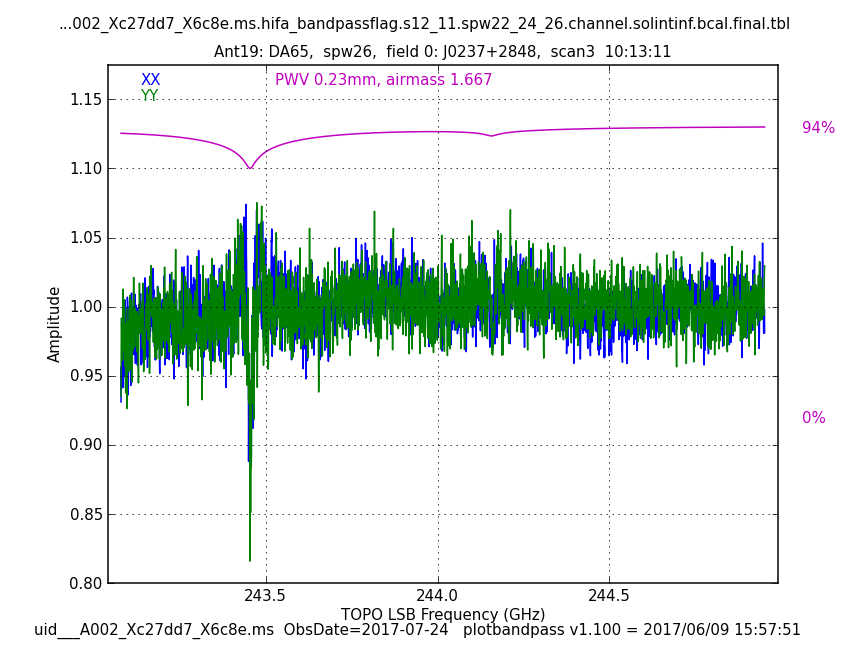 ...002_Xc27dd7_X6c8e.ms.hifa_bandpassflag.s12_11.spw22_24_26.channel.solintinf.bcal.final.tbl
Ant19: DA65,  spw26,  field 0: J0237+2848,  scan3  10:13:11
XX
YY
PWV 0.23mm, airmass 1.667
94%
0%
1.15
1.10
1.05
1.00
0.95
0.90
0.85
0.80
Amplitude
243.5
244.0
244.5
TOPO LSB Frequency (GHz)
uid___A002_Xc27dd7_X6c8e.ms  ObsDate=2017-07-24   plotbandpass v1.100 = 2017/06/09 15:57:51